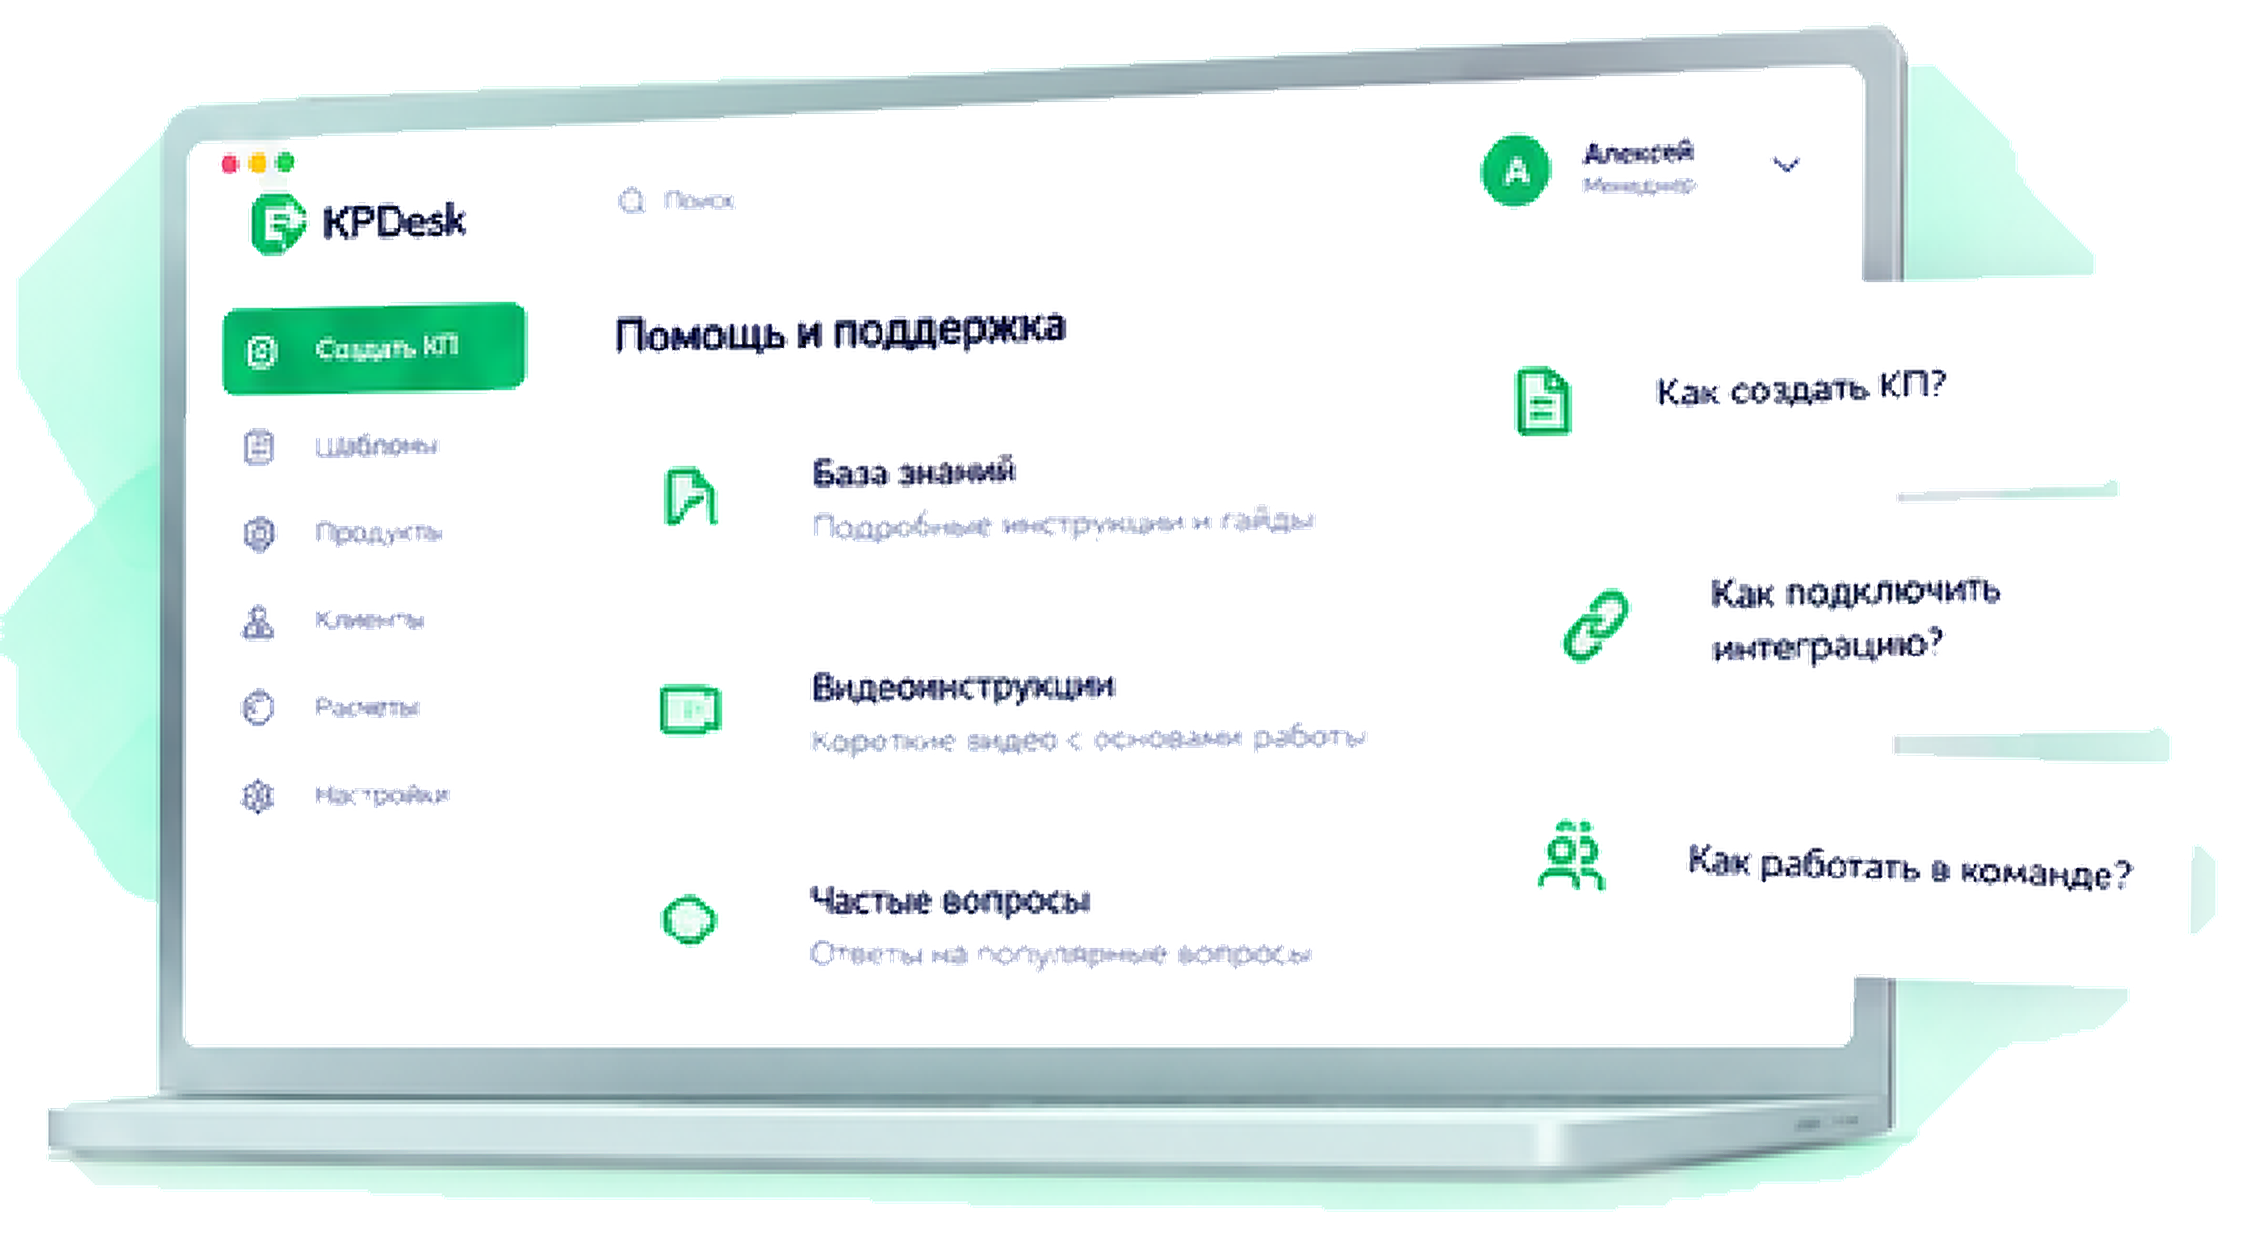 KPDesk
Поиск
А
Алексей
Менеджер
Создать КП
Шаблоны
Продукты
Клиенты
Расчеты
Настройки
Помощь и поддержка
База знаний
Подробные инструкции и гайды
Видеоинструкции
Короткие видео с основами работы
Частые вопросы
Ответы на популярные вопросы
Как создать КП?
Как подключить
интеграцию?
Как работать в команде?